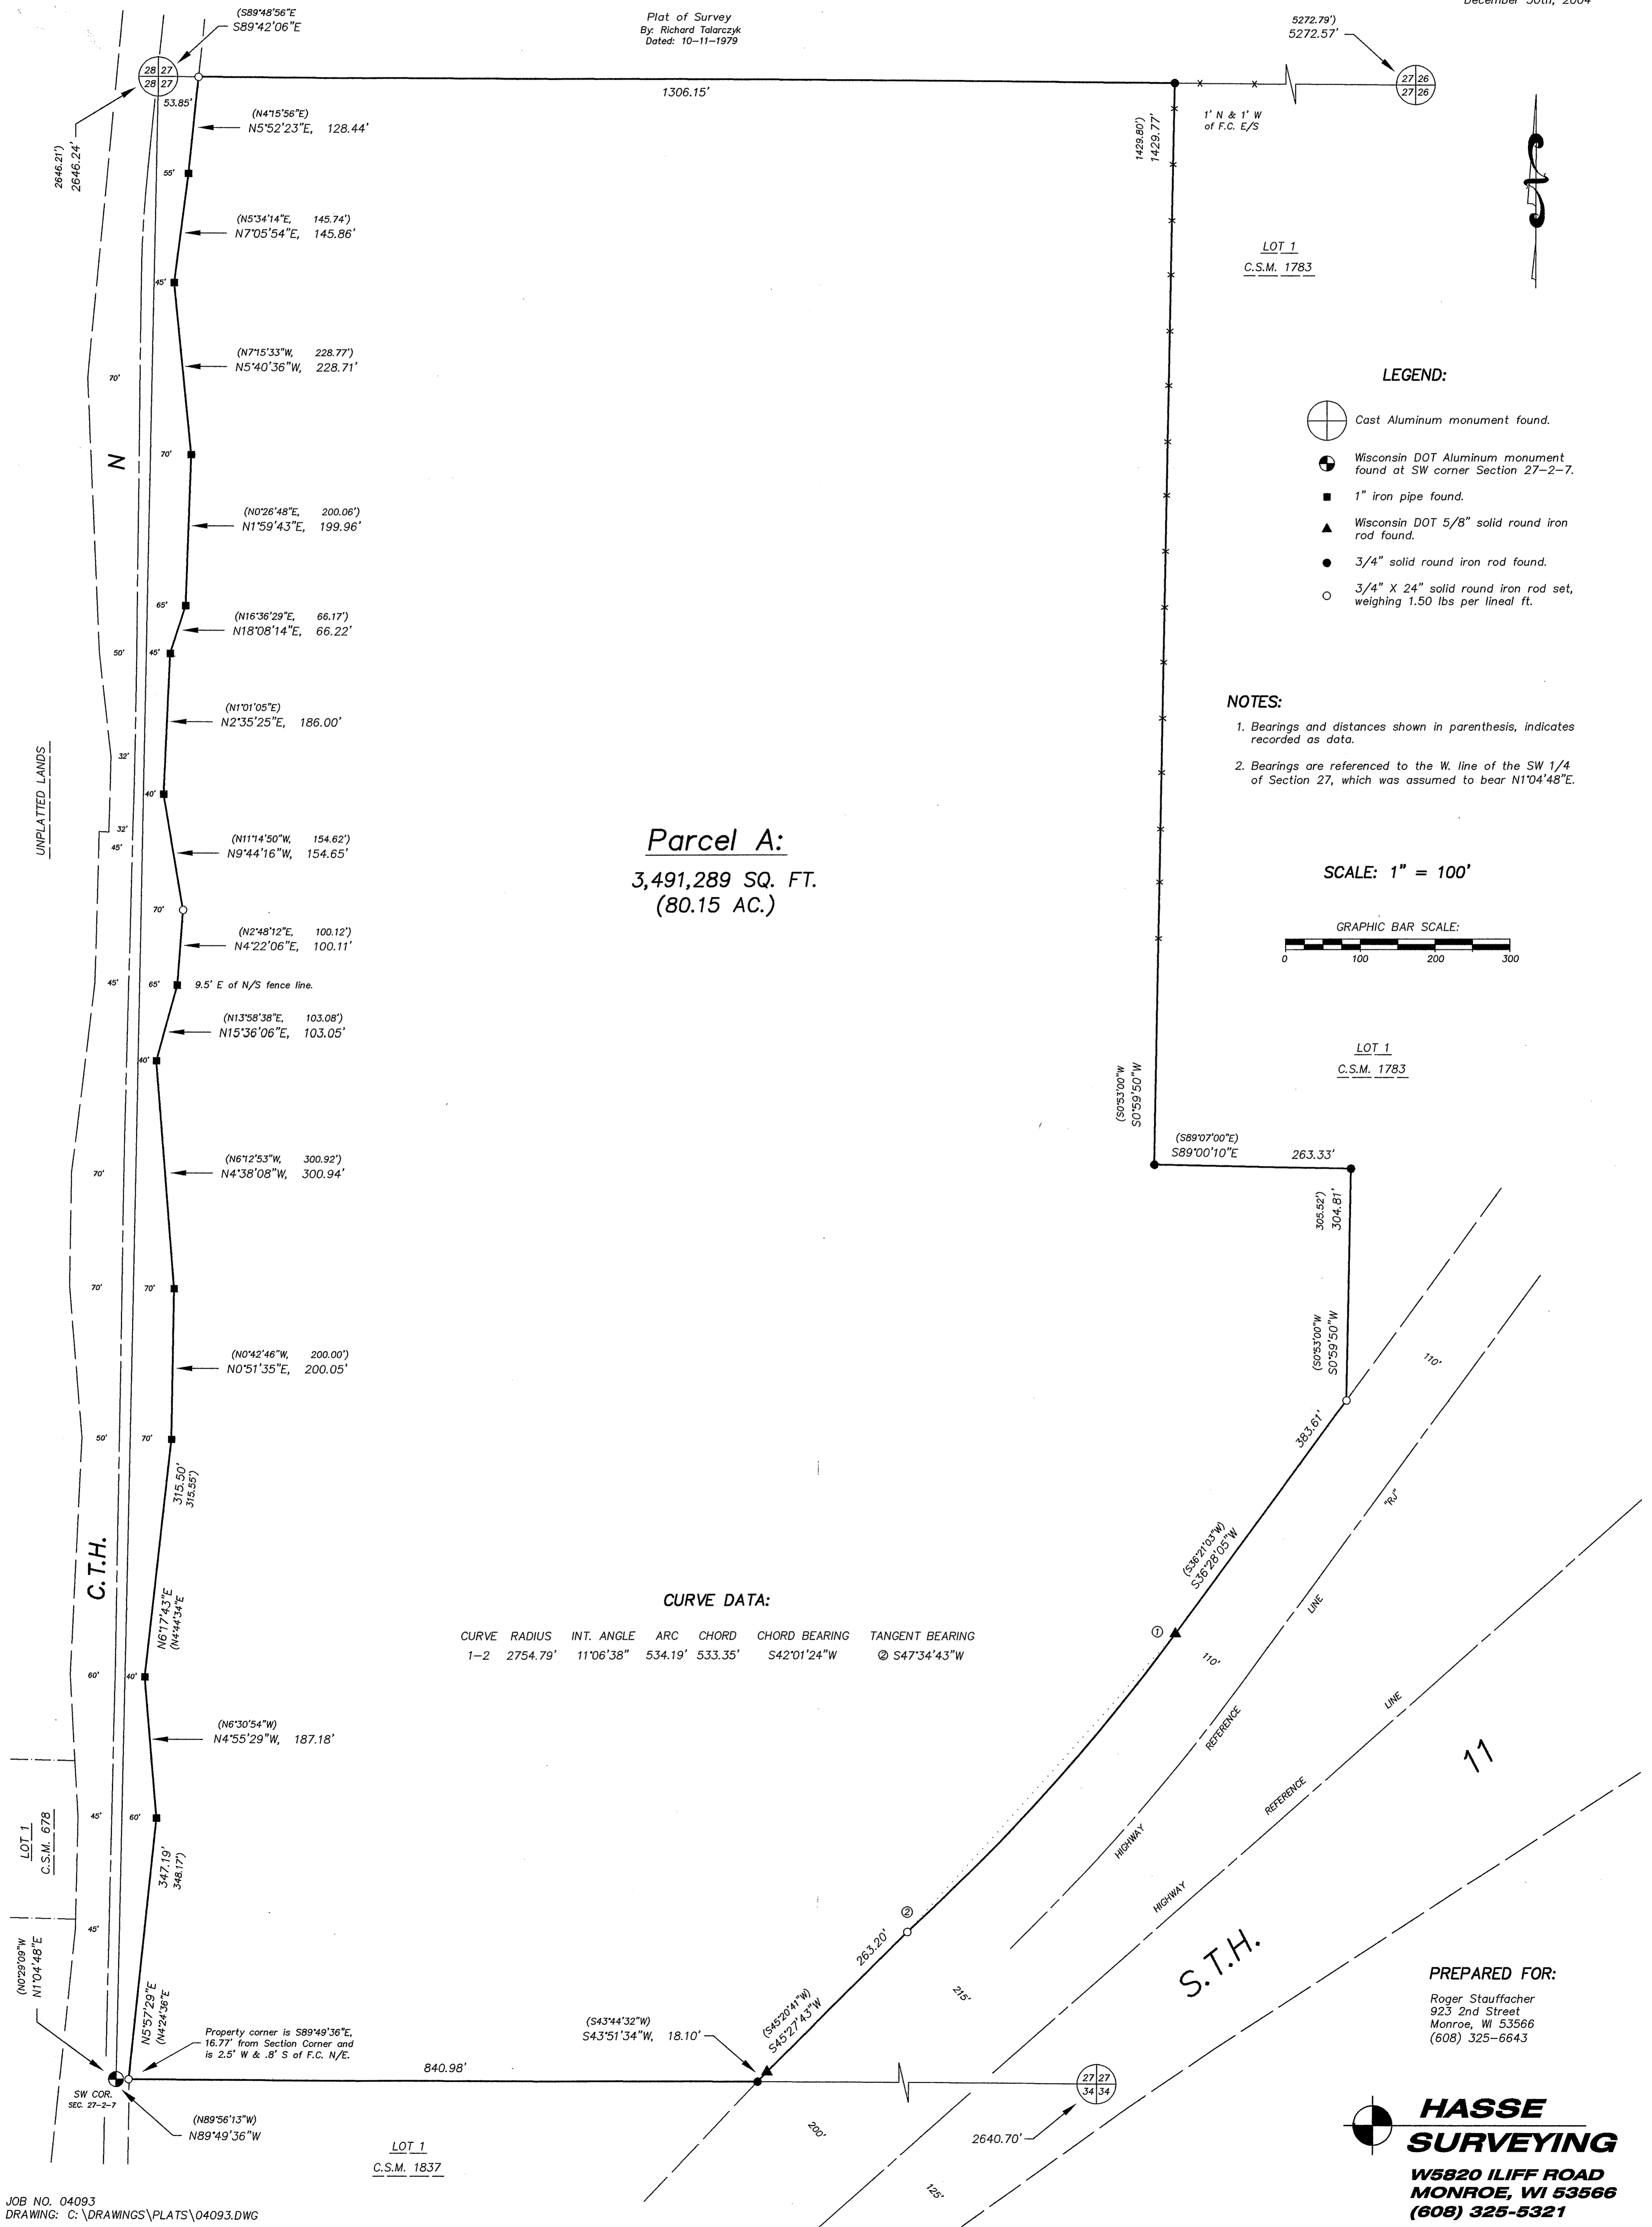 December 30th, 2004
Plat of Survey
By: Richard Talarczyk
Dated: 10-11-1979
(S89°48'56"E
S89°42'06"E
5272.79')
5272.57'
28 27
28 27
27 26
27 26
53.85'
1306.15'
2646.21')
2646.24'
(N4°15'56"E)
N5°52'23"E, 128.44'
1' N & 1' W
of F.C. E/S
1429.80')
1429.77'
55'
(N5°34'14"E, 145.74')
N7°05'54"E, 145.86'
LOT 1
C.S.M. 1783
45'
(N7°15'33"W, 228.77')
N5°40'36"W, 228.71'
70'
LEGEND:
Cast Aluminum monument found.
Wisconsin DOT Aluminum monument
found at SW corner Section 27-2-7.
1" iron pipe found.
Wisconsin DOT 5/8" solid round iron
rod found.
3/4" solid round iron rod found.
3/4" X 24" solid round iron rod set,
weighing 1.50 lbs per lineal ft.
N
70'
(N0°26'48"E, 200.06')
N1°59'43"E, 199.96'
65'
(N16°36'29"E, 66.17')
N18°08'14"E, 66.22'
50'
45'
(N1°01'05"E)
N2°35'25"E, 186.00'
NOTES:
1. Bearings and distances shown in parenthesis, indicates
recorded as data.
2. Bearings are referenced to the W. line of the SW 1/4
of Section 27, which was assumed to bear N1°04'48"E.
UNPLATTED LANDS
32'
40'
32'
45'
(N11°14'50"W, 154.62')
N9°44'16"W, 154.65'
Parcel A:
3,491,289 SQ. FT.
(80.15 AC.)
SCALE: 1" = 100'
GRAPHIC BAR SCALE:
0 100 200 300
70'
(N2°48'12"E, 100.12')
N4°22'06"E, 100.11'
45'
65'
9.5' E of N/S fence line.
(N13°58'38"E, 103.08')
N15°36'06"E, 103.05'
40'
LOT 1
C.S.M. 1783
(S0°53'00"W
S0°59'50"W
(S89°07'00"E)
S89°00'10"E 263.33'
70'
(N6°12'53"W, 300.92')
N4°38'08"W, 300.94'
305.52')
304.81'
70'
70'
(S0°53'00"W
S0°59'50"W
(N0°42'46"W, 200.00')
N0°51'35"E, 200.05'
110'
50'
70'
383.61'
315.50'
315.55')
"RJ"
C.T.H.
(S36°21'03"W)
S36°28'05"W
N6°17'43"E
(N4°44'34"E
LINE
CURVE DATA:
CURVE RADIUS INT. ANGLE ARC CHORD CHORD BEARING TANGENT BEARING
1-2 2754.79' 11°06'38" 534.19' 533.35' S42°01'24"W ② S47°34'43"W
①
110'
60'
40'
LINE
REFERENCE
(N6°30'54"W)
N4°55'29"W, 187.18'
11
REFERENCE
45'
60'
HIGHWAY
LOT 1
C.S.M. 678
347.19'
348.17')
HIGHWAY
②
45'
263.20'
S.T.H.
(N0°29'09"W
N1°04'48"E
215'
PREPARED FOR:
Roger Stauffacher
923 2nd Street
Monroe, WI 53566
(608) 325-6643
N5°57'29"E
(N4°24'36"E
(S45°20'41"W)
S45°27'43"W
(S43°44'32"W)
S43°51'34"W, 18.10'
Property corner is S89°49'36"E,
16.77' from Section Corner and
is 2.5' W & .8' S of F.C. N/E.
840.98'
27 27
34 34
SW COR.
SEC. 27-2-7
(N89°56'13"W)
N89°49'36"W
200'
2640.70'
LOT 1
C.S.M. 1837
125'
HASSE
SURVEYING
W5820 ILIFF ROAD
MONROE, WI 53566
(608) 325-5321
JOB NO. 04093
DRAWING: C:\DRAWINGS\PLATS\04093.DWG